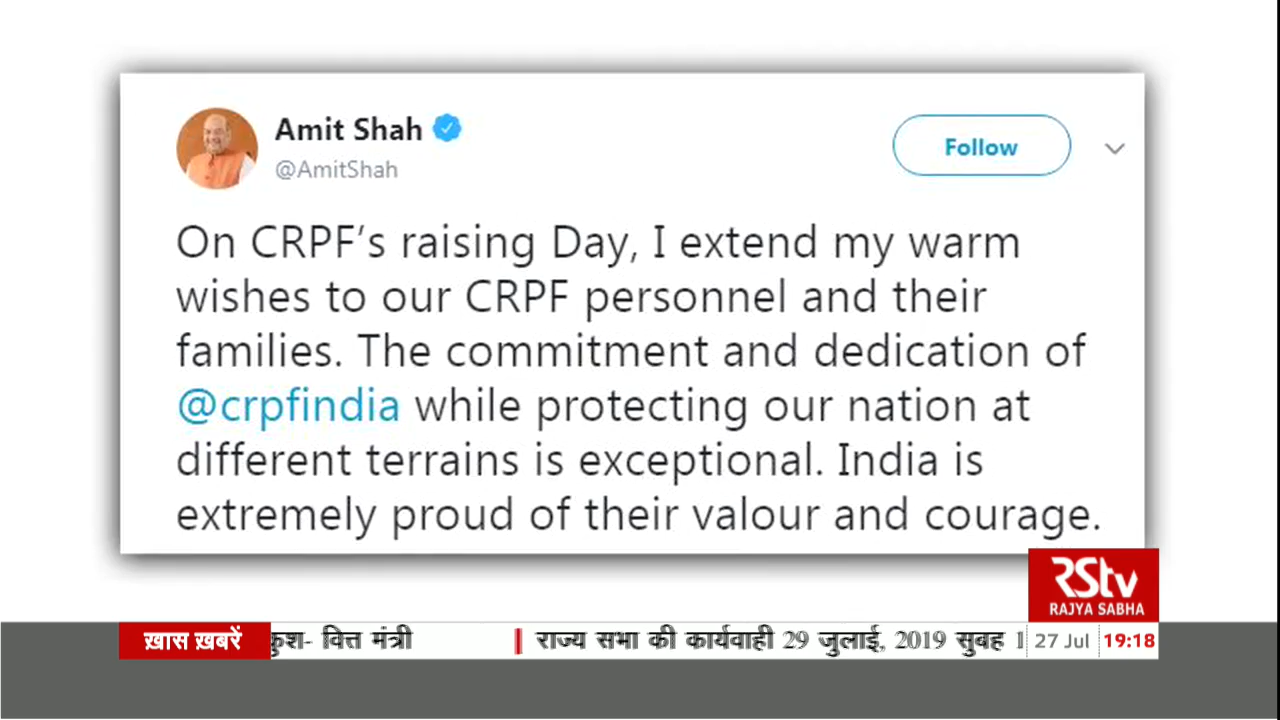 Amit Shah
@AmitShah
Follow
On CRPF’s raising Day, I extend my warm
wishes to our CRPF personnel and their
families. The commitment and dedication of
@crpfindia while protecting our nation at
different terrains is exceptional. India is
extremely proud of their valour and courage.
RStv
RAJYA SABHA
ख़ास ख़बरें
वित्त मंत्री | राज्य सभा की कार्यवाही 29 जुलाई, 2019 सुबह
27 Jul 19:18